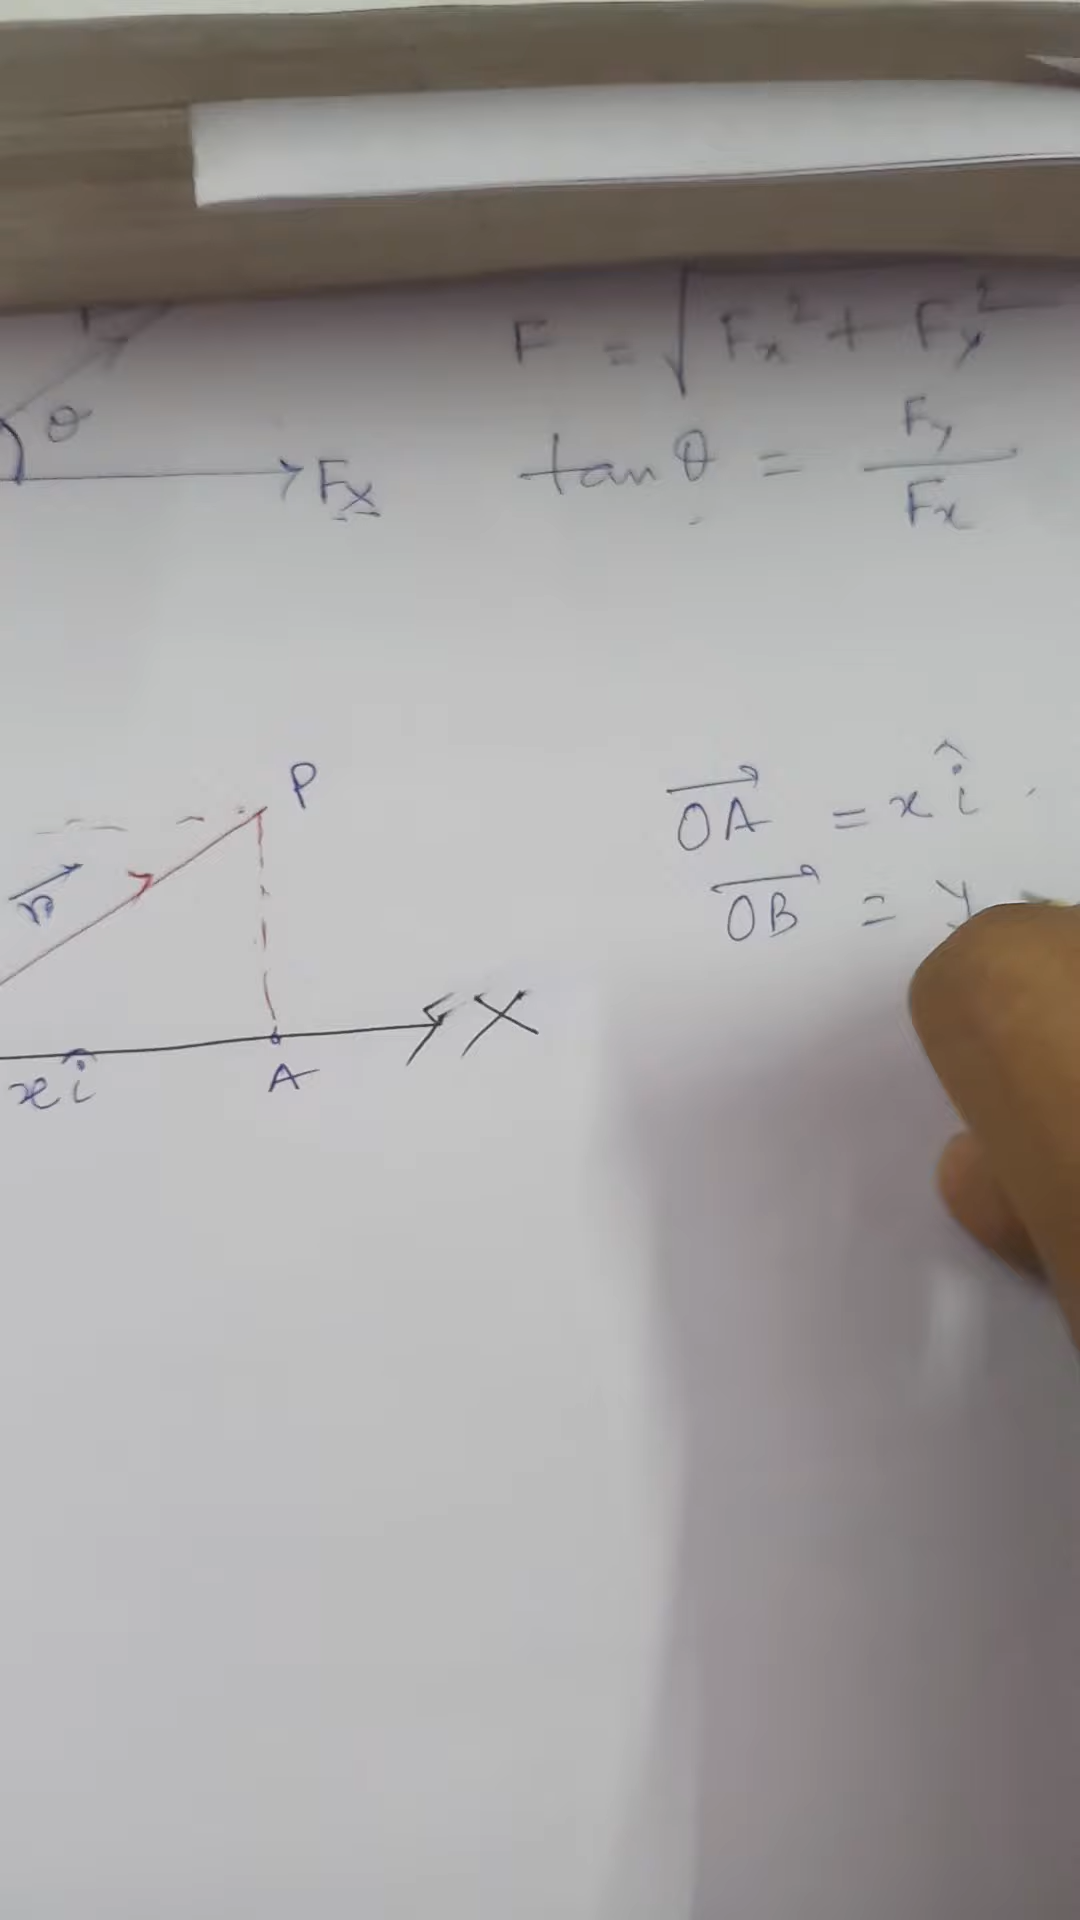 F = √Fx² + Fy²
θ
Fx
tan θ = Fy/Fx
P
OA⃗ = x î
r⃗
OB⃗ = y
X
x î
A